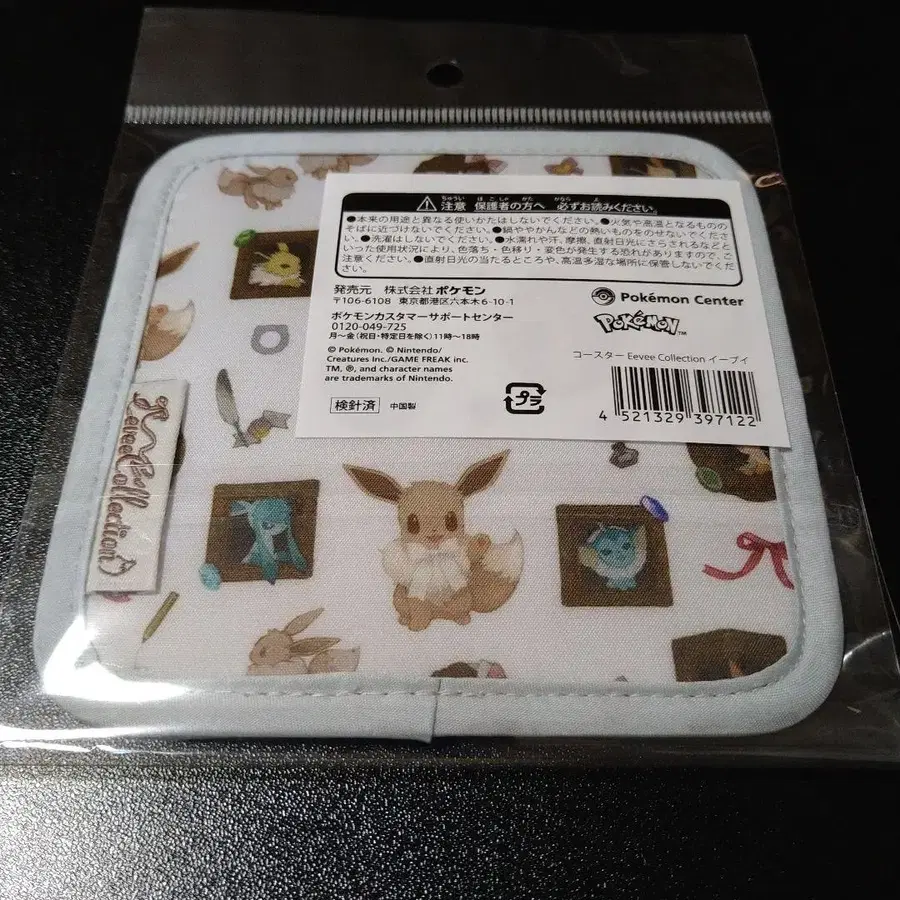 ⚠注意 保護者の方へ 必ずお読みください。
●本来の用途と異なる使いかたはしないでください。●火気や高温となるものの
そばに近づけないでください。●鍋ややかんなどの熱いものをのせないでくださ
い。●洗濯はしないでください。●水濡れや汗、摩擦、直射日光にさらされるなどと
いった使用状況により、色落ち・色移り・変色が発生する恐れがありますので、ご
注意ください。●直射日光の当たるところや、高温多湿な場所に保管しないでくだ
さい。
発売元 株式会社ポケモン
〒106-6108 東京都港区六本木6-10-1
ポケモンカスタマーサポートセンター
0120-049-725
月〜金(祝日・特定日を除く)11時〜18時
© Pokémon. © Nintendo/
Creatures Inc./GAME FREAK inc.
TM, ®, and character names
are trademarks of Nintendo.
検針済 中国製
プラ
Pokémon Center
POKÉMON™
コースター Eevee Collection イーブイ
4 521329 397122
Eevee Collection